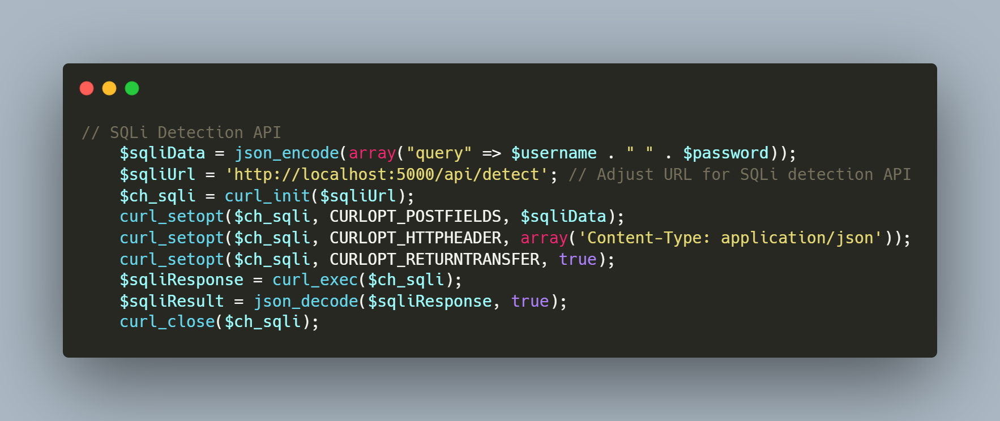 // SQLi Detection API
    $sqliData = json_encode(array("query" => $username . " " . $password));
    $sqliUrl = 'http://localhost:5000/api/detect'; // Adjust URL for SQLi detection API
    $ch_sqli = curl_init($sqliUrl);
    curl_setopt($ch_sqli, CURLOPT_POSTFIELDS, $sqliData);
    curl_setopt($ch_sqli, CURLOPT_HTTPHEADER, array('Content-Type: application/json'));
    curl_setopt($ch_sqli, CURLOPT_RETURNTRANSFER, true);
    $sqliResponse = curl_exec($ch_sqli);
    $sqliResult = json_decode($sqliResponse, true);
    curl_close($ch_sqli);